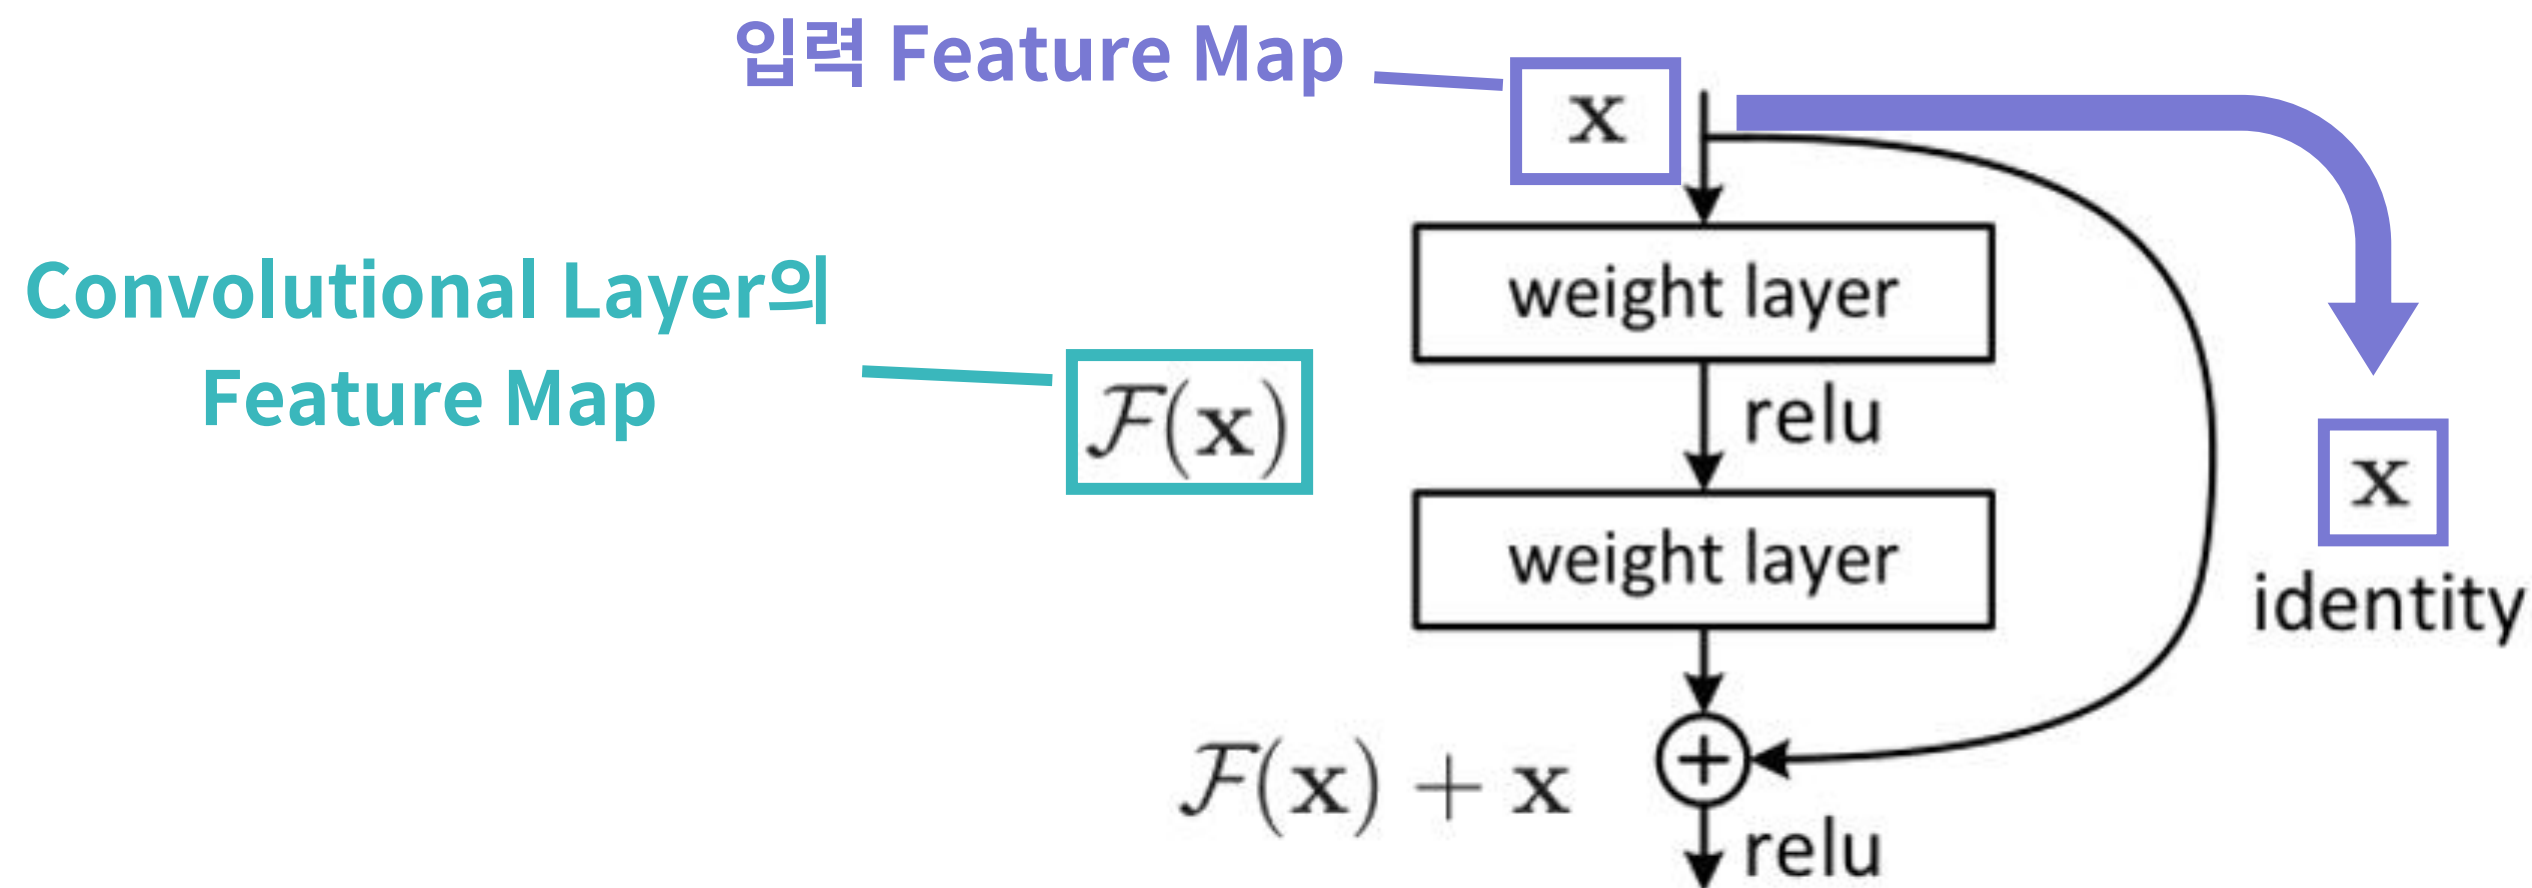 입력 Feature Map
x
weight layer
Convolutional Layer의
Feature Map
relu
F(x)
x
weight layer
identity
F(x) + x
+
relu